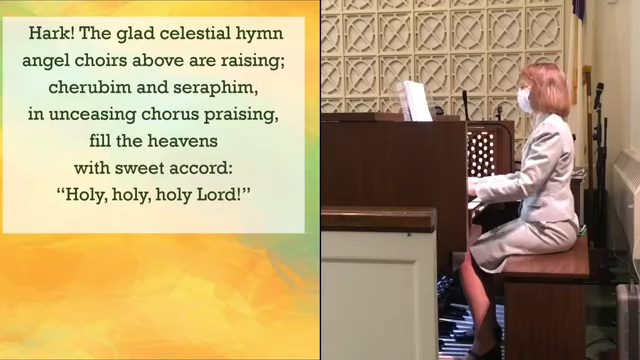 Hark! The glad celestial hymn
angel choirs above are raising;
cherubim and seraphim,
in unceasing chorus praising,
fill the heavens
with sweet accord:
“Holy, holy, holy Lord!”